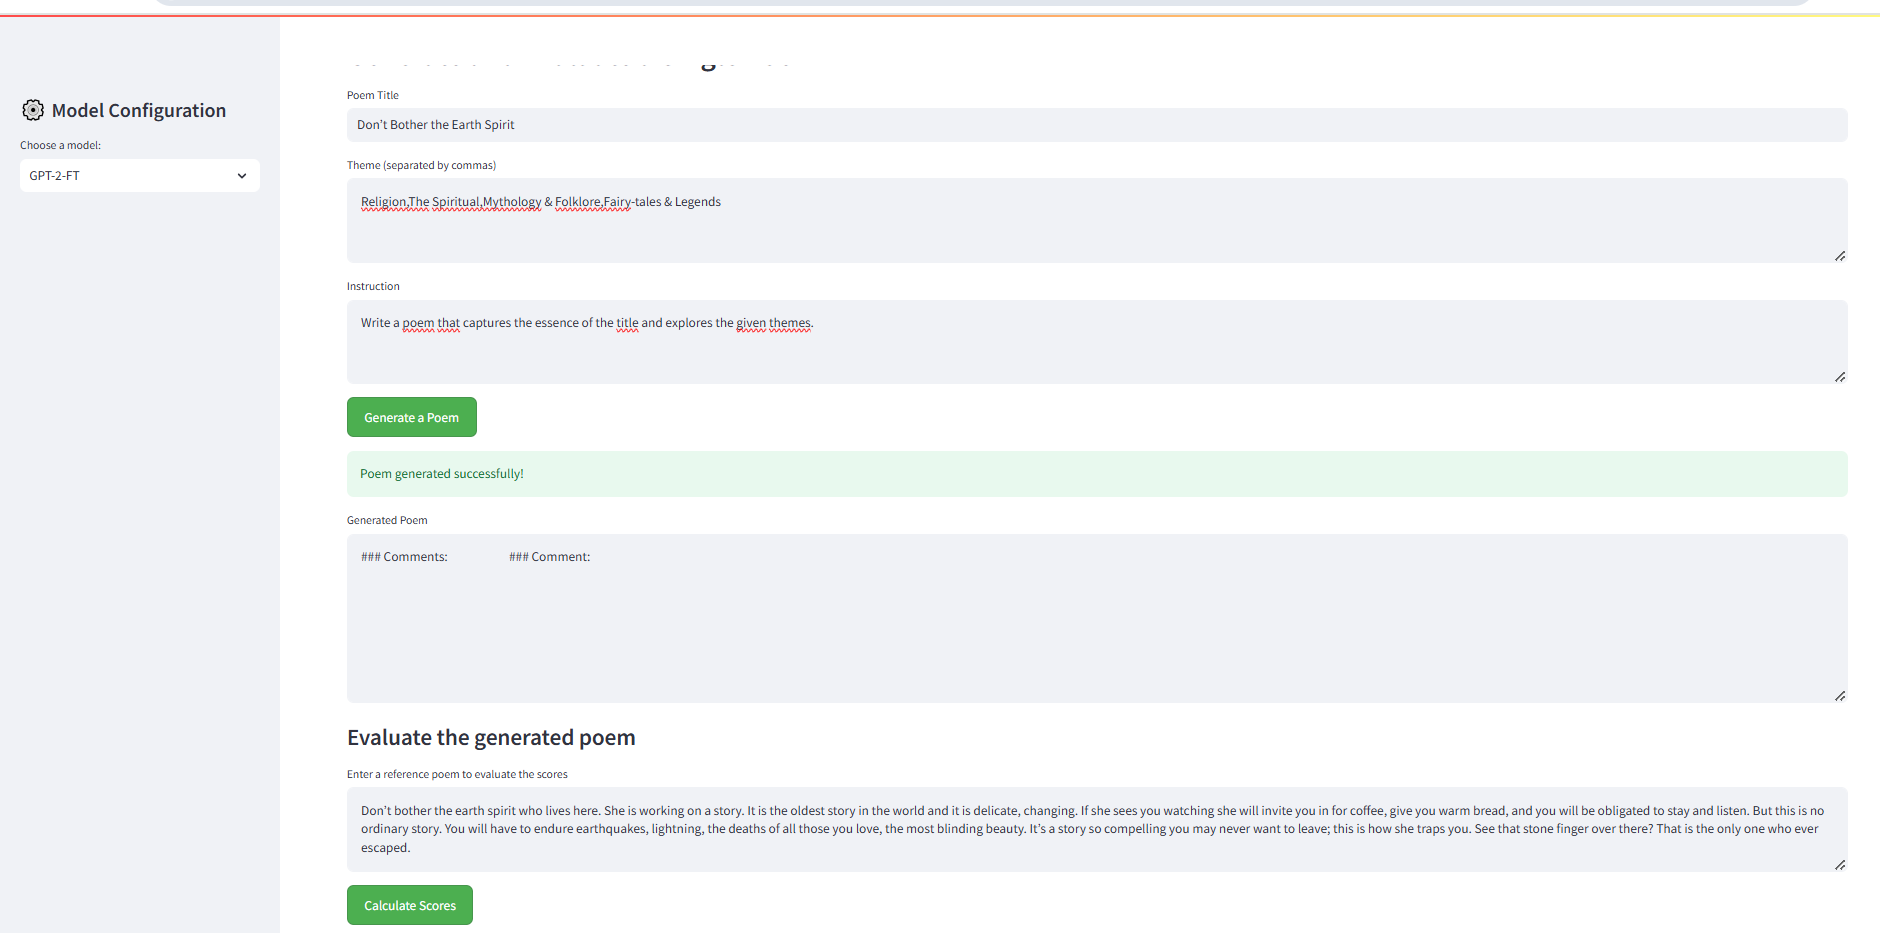 Model Configuration
Choose a model:
GPT-2-FT
Poem Title
Don't Bother the Earth Spirit
Theme (separated by commas)
Religion,The Spiritual,Mythology & Folklore,Fairy-tales & Legends
Instruction
Write a poem that captures the essence of the title and explores the given themes.
Generate a Poem
Poem generated successfully!
Generated Poem
### Comments: ### Comment:
Evaluate the generated poem
Enter a reference poem to evaluate the scores
Don't bother the earth spirit who lives here. She is working on a story. It is the oldest story in the world and it is delicate, changing. If she sees you watching she will invite you in for coffee, give you warm bread, and you will be obligated to stay and listen. But this is no
ordinary story. You will have to endure earthquakes, lightning, the deaths of all those you love, the most blinding beauty. It's a story so compelling you may never want to leave; this is how she traps you. See that stone finger over there? That is the only one who ever
escaped.
Calculate Scores